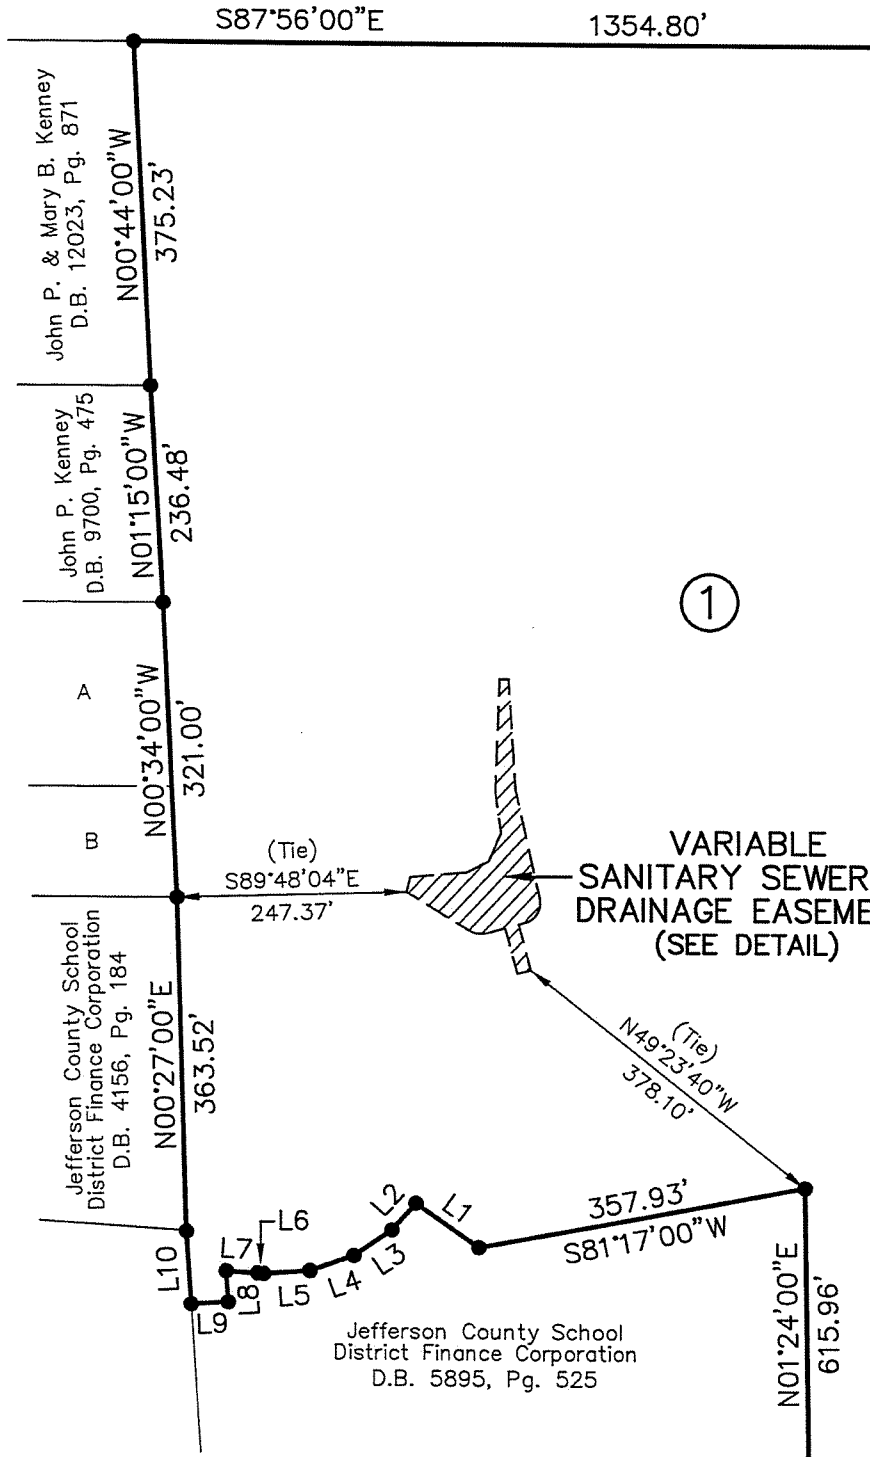 S87°56'00"E 1354.80'
John P. & Mary B. Kenney
D.B. 12023, Pg. 871
N00°44'00"W
375.23'
John P. Kenney
D.B. 9700, Pg. 475
N01°15'00"W
236.48'
1
A
N00°34'00"W
321.00'
B
(Tie)
S89°48'04"E
247.37'
VARIABLE
SANITARY SEWER
DRAINAGE EASEME
(SEE DETAIL)
Jefferson County School
District Finance Corporation
D.B. 4156, Pg. 184
N00°27'00"E
363.52'
(Tie)
N49°23'40"W
378.10'
L1
L2
L3
L4
L5
L6
L7
L8
L9
L10
357.93'
S81°17'00"W
N01°24'00"E
615.96'
Jefferson County School
District Finance Corporation
D.B. 5895, Pg. 525